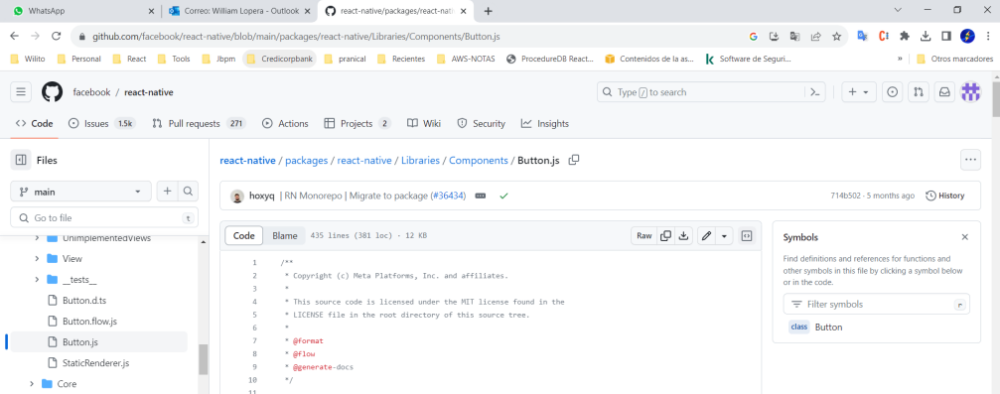 WhatsApp
Correo: William Lopera - Outlook
react-native/packages/react-nati
github.com/facebook/react-native/blob/main/packages/react-native/Libraries/Components/Button.js
Wilito Personal React Tools Jbpm Credicorpbank pranical Recientes AWS-NOTAS ProcedureDB React... Contenidos de la as... Software de Seguri... » Otros marcadores
facebook / react-native
Type / to search
Code Issues 1.5k Pull requests 271 Actions Projects 2 Wiki Security Insights
Files
main
Go to file t
UnimplementedViews
View
__tests__
Button.d.ts
Button.flow.js
Button.js
StaticRenderer.js
Core
react-native / packages / react-native / Libraries / Components / Button.js
hoxyq | RN Monorepo | Migrate to package (#36434)
714b502 · 5 months ago History
Code Blame 435 lines (381 loc) · 12 KB
Raw
1 /**
2 * Copyright (c) Meta Platforms, Inc. and affiliates.
3 *
4 * This source code is licensed under the MIT license found in the
5 * LICENSE file in the root directory of this source tree.
6 *
7 * @format
8 * @flow
9 * @generate-docs
10 */
11
Symbols
Find definitions and references for functions and
other symbols in this file by clicking a symbol below
or in the code.
Filter symbols r
class Button